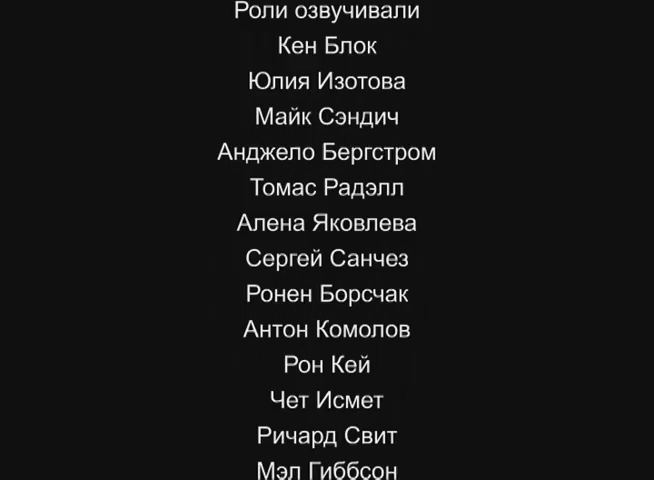 Роли озвучивали
Кен Блок
Юлия Изотова
Майк Сэндич
Анджело Бергстром
Томас Радэлл
Алена Яковлева
Сергей Санчез
Ронен Борсчак
Антон Комолов
Рон Кей
Чет Исмет
Ричард Свит
Мэл Гиббсон